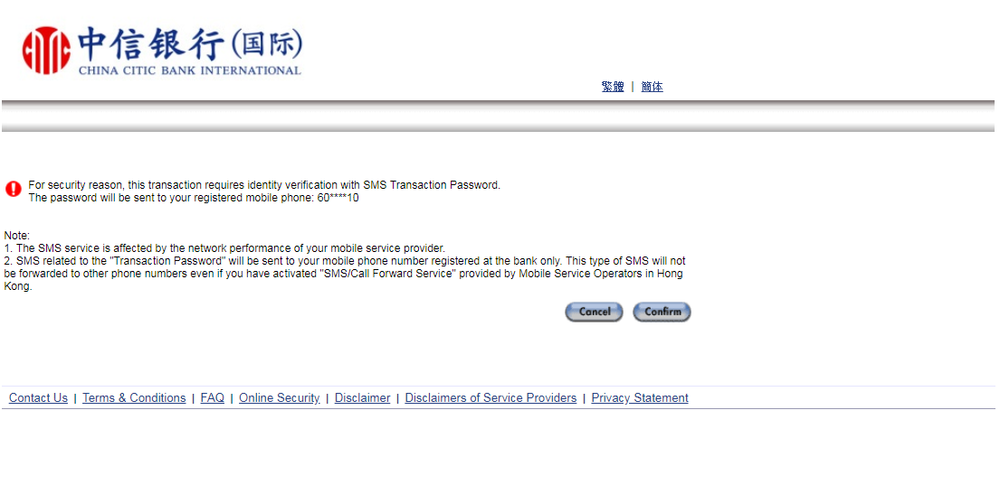 中信银行(国际)
CHINA CITIC BANK INTERNATIONAL
繁體 | 簡体
For security reason, this transaction requires identity verification with SMS Transaction Password.
The password will be sent to your registered mobile phone: 60****10
Note:
1. The SMS service is affected by the network performance of your mobile service provider.
2. SMS related to the "Transaction Password" will be sent to your mobile phone number registered at the bank only. This type of SMS will not
be forwarded to other phone numbers even if you have activated "SMS/Call Forward Service" provided by Mobile Service Operators in Hong
Kong.
Cancel Confirm
Contact Us | Terms & Conditions | FAQ | Online Security | Disclaimer | Disclaimers of Service Providers | Privacy Statement